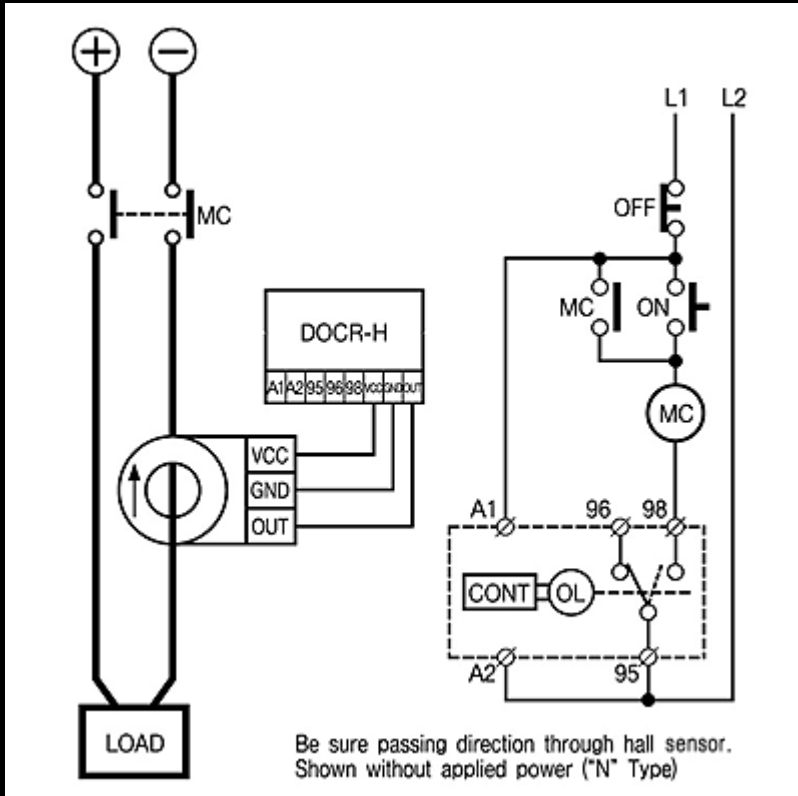 + −
L1 L2
MC
OFF
MC ON
DOCR-H
A1 A2 95 96 98 VCC GND OUT
MC
VCC
GND
OUT
A1 96 98
CONT OL
A2 95
LOAD
Be sure passing direction through hall sensor.
Shown without applied power ("N" Type)